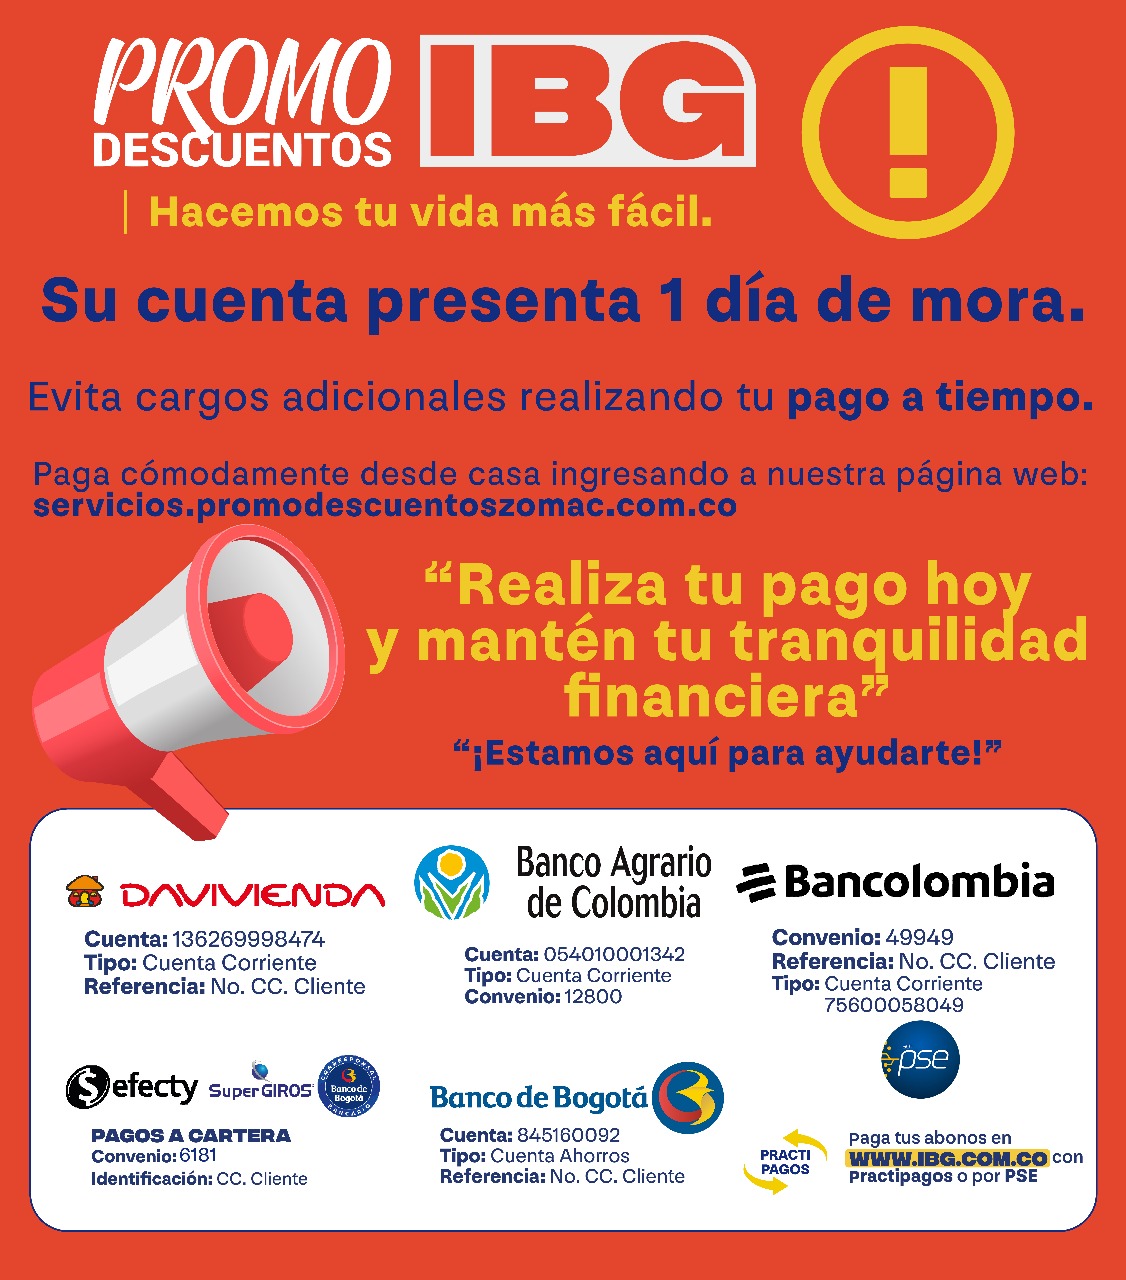 PROMO
DESCUENTOS
IBG
Hacemos tu vida más fácil.
Su cuenta presenta 1 día de mora.
Evita cargos adicionales realizando tu pago a tiempo.
Paga cómodamente desde casa ingresando a nuestra página web:
servicios.promodescuentoszomac.com.co
“Realiza tu pago hoy
y mantén tu tranquilidad
financiera”
“¡Estamos aquí para ayudarte!”
DAVIVIENDA
Cuenta: 136269998474
Tipo: Cuenta Corriente
Referencia: No. CC. Cliente
Banco Agrario
de Colombia
Cuenta: 054010001342
Tipo: Cuenta Corriente
Convenio: 12800
Bancolombia
Convenio: 49949
Referencia: No. CC. Cliente
Tipo: Cuenta Corriente
75600058049
pse
efecty
SuperGIROS
CORRESPONSAL
Banco de
Bogotá
BANCARIO
PAGOS A CARTERA
Convenio: 6181
Identificación: CC. Cliente
Banco de Bogotá
Cuenta: 845160092
Tipo: Cuenta Ahorros
Referencia: No. CC. Cliente
PRACTI
PAGOS
Paga tus abonos en
WWW.IBG.COM.CO con
Practipagos o por PSE